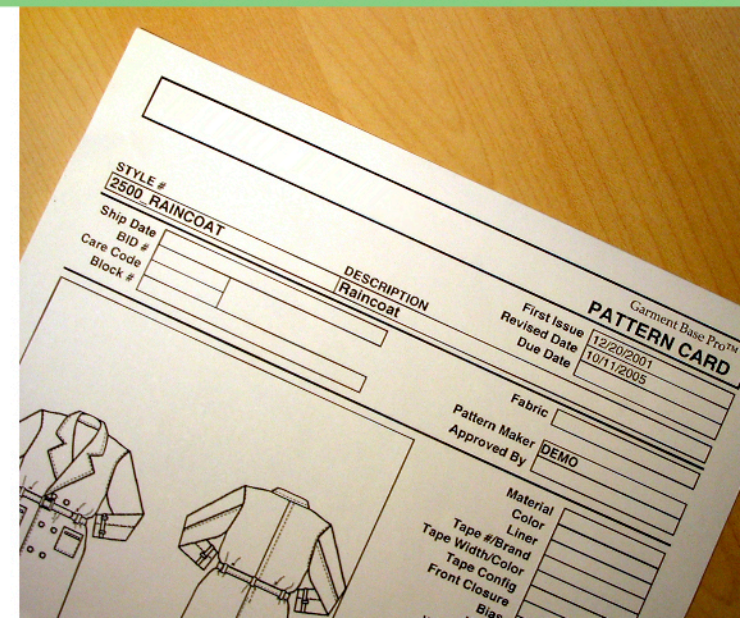 Garment Base Pro™
PATTERN CARD
STYLE #
2500_RAINCOAT
DESCRIPTION
Raincoat
Ship Date
BID #
Care Code
Block #
First Issue 12/20/2001
Revised Date 10/11/2005
Due Date
Fabric
Pattern Maker DEMO
Approved By
Material
Color
Liner
Tape #/Brand
Tape Width/Color
Tape Config
Front Closure
Bias